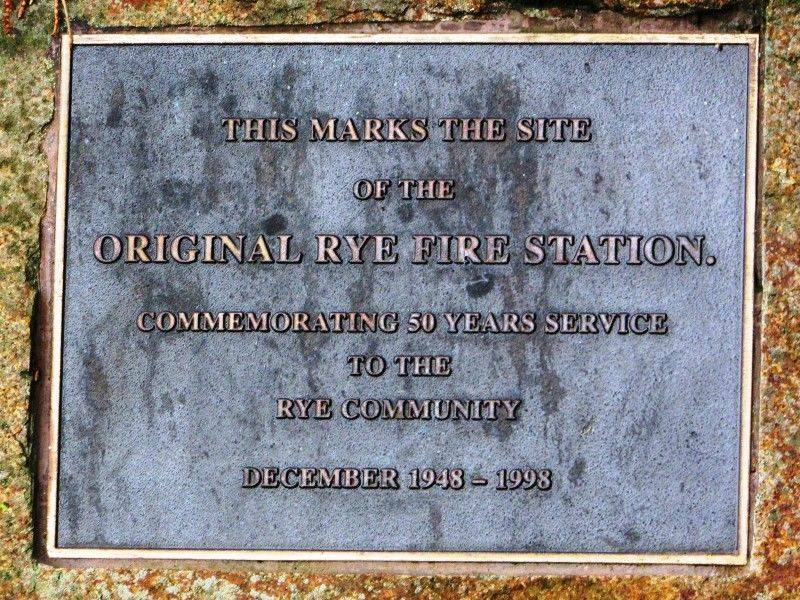 THIS MARKS THE SITE
OF THE
ORIGINAL RYE FIRE STATION.
COMMEMORATING 50 YEARS SERVICE
TO THE
RYE COMMUNITY
DECEMBER 1948 – 1998